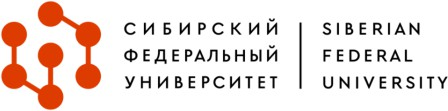 СИБИРСКИЙ
ФЕДЕРАЛЬНЫЙ
УНИВЕРСИТЕТ
SIBERIAN
FEDERAL
UNIVERSITY